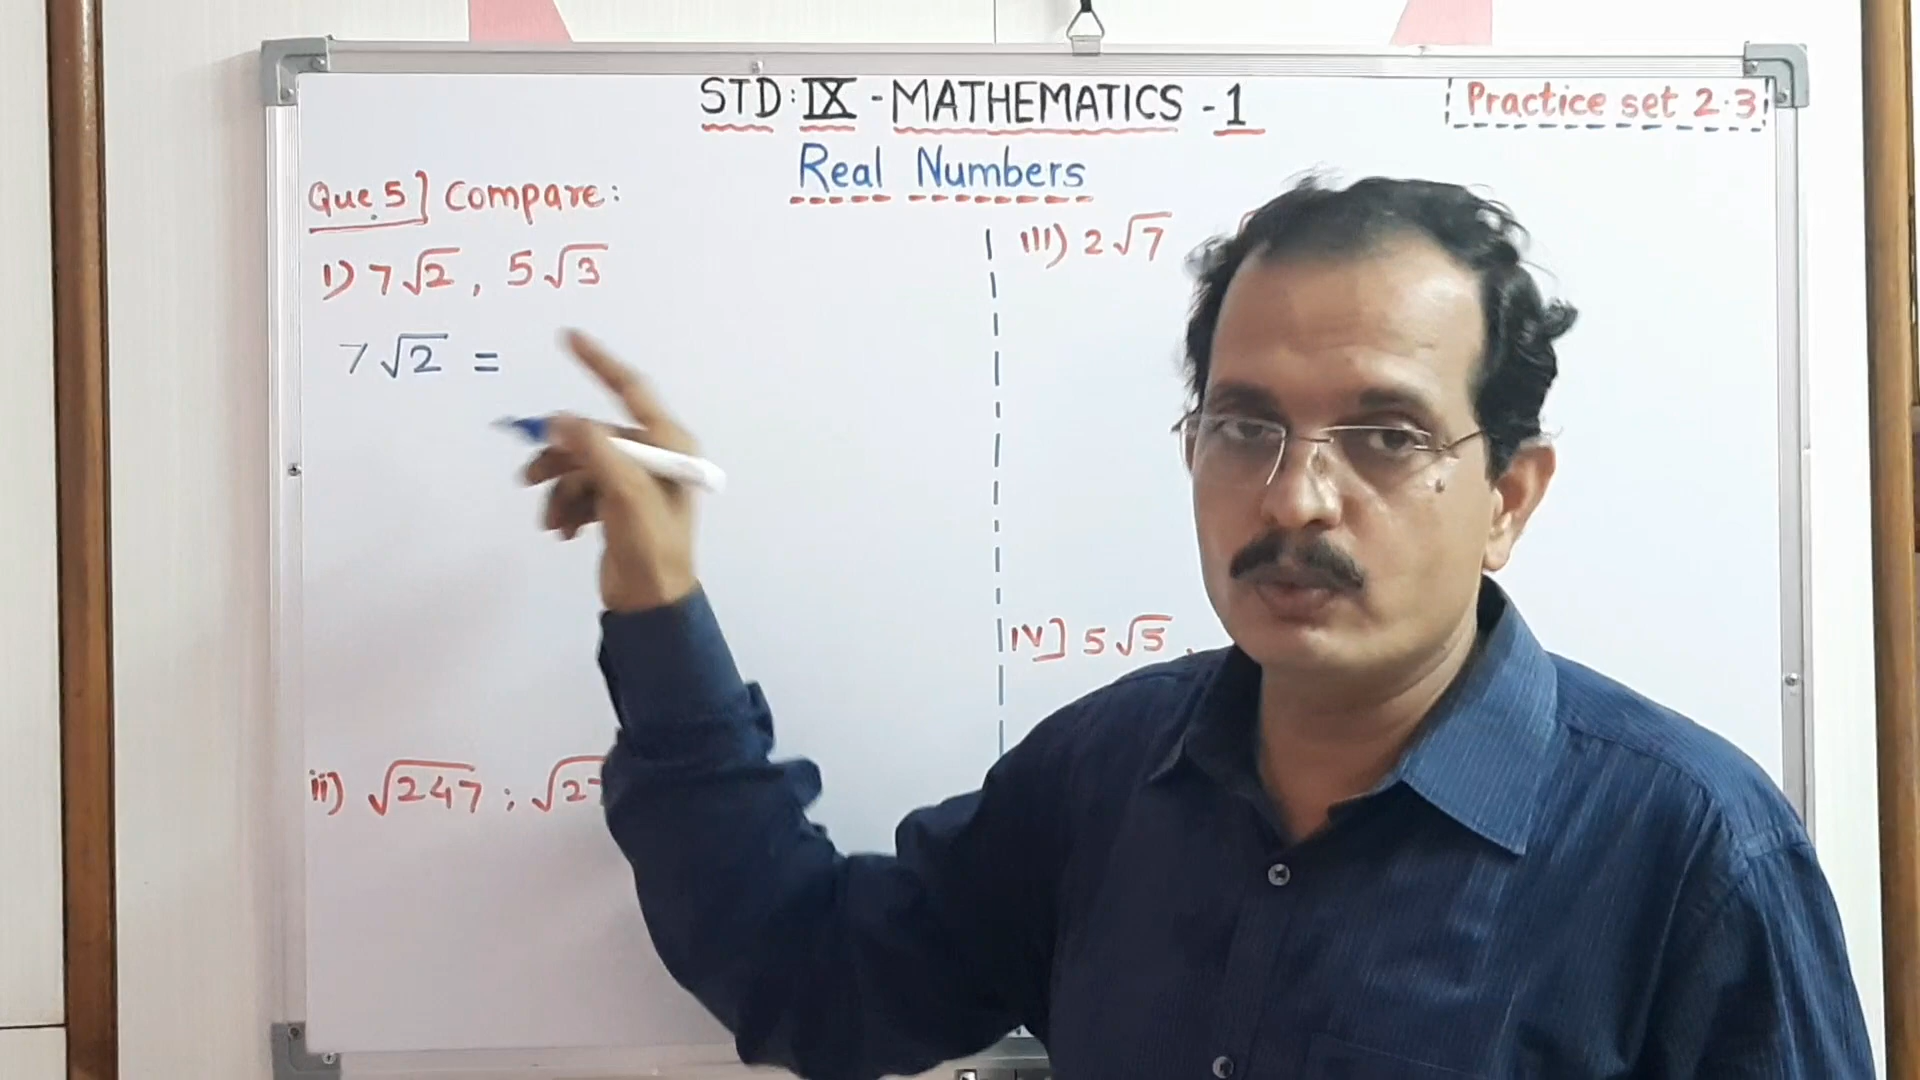 STD: IX - MATHEMATICS - 1
Practice set 2.3
Real Numbers
Que.5] Compare:
i) 7√2, 5√3
7√2 =
ii) √247; √27
iii) 2√7
iv] 5√5,